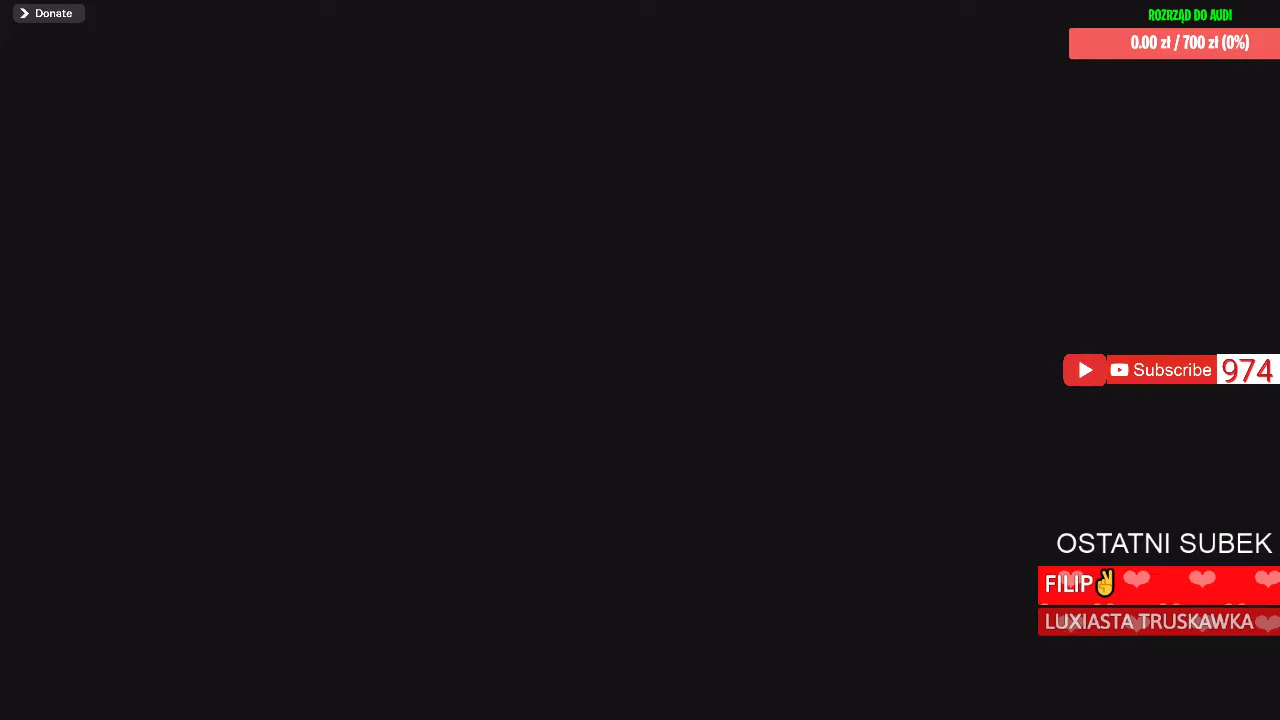 Donate
ROZRZĄD DO AUDI
0.00 zł / 700 zł (0%)
Subscribe 974
OSTATNI SUBEK
FILIP✌
LUXIASTA TRUSKAWKA